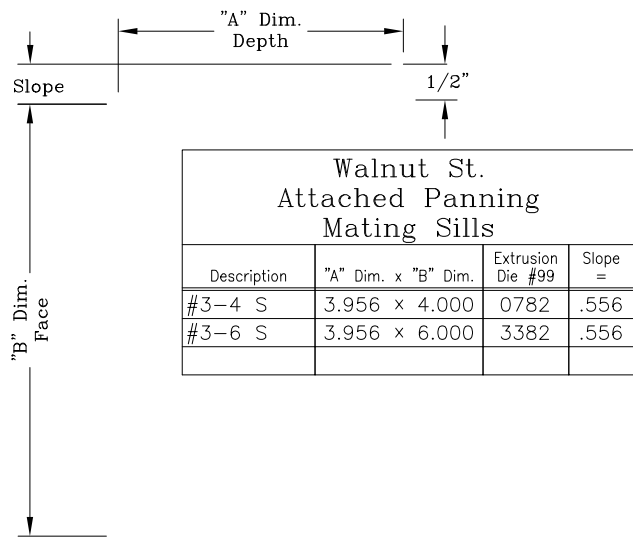 "A" Dim.
Depth
Slope
1/2"
"B" Dim.
Face
Walnut St.
Attached Panning
Mating Sills
Description "A" Dim. x "B" Dim. Extrusion Die #99 Slope =
#3-4 S 3.956 × 4.000 0782 .556
#3-6 S 3.956 × 6.000 3382 .556